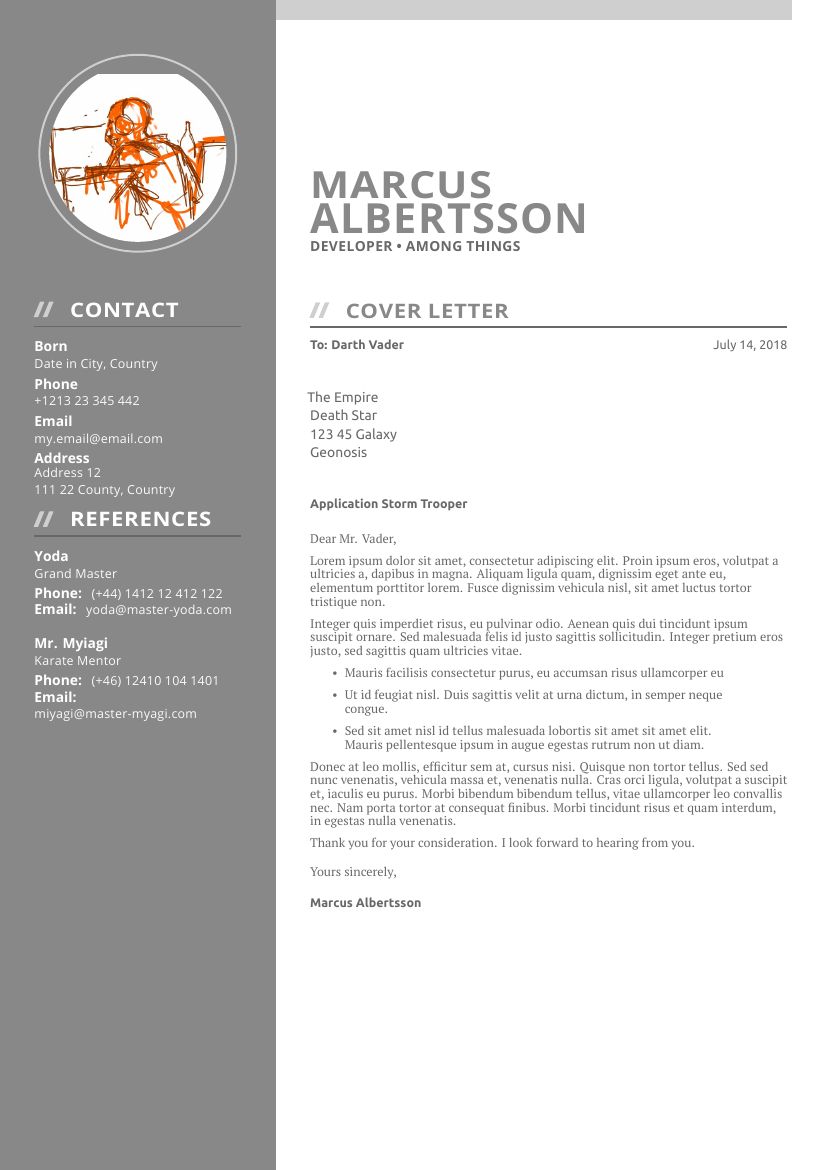 MARCUS
ALBERTSSON
DEVELOPER • AMONG THINGS
// CONTACT
Born
Date in City, Country
Phone
+1213 23 345 442
Email
my.email@email.com
Address
Address 12
111 22 County, Country
// REFERENCES
Yoda
Grand Master
Phone: (+44) 1412 12 412 122
Email: yoda@master-yoda.com
Mr. Myiagi
Karate Mentor
Phone: (+46) 12410 104 1401
Email:
miyagi@master-myagi.com
// COVER LETTER
To: Darth Vader July 14, 2018
The Empire
Death Star
123 45 Galaxy
Geonosis
Application Storm Trooper
Dear Mr. Vader,
Lorem ipsum dolor sit amet, consectetur adipiscing elit. Proin ipsum eros, volutpat a
ultricies a, dapibus in magna. Aliquam ligula quam, dignissim eget ante eu,
elementum porttitor lorem. Fusce dignissim vehicula nisl, sit amet luctus tortor
tristique non.
Integer quis imperdiet risus, eu pulvinar odio. Aenean quis dui tincidunt ipsum
suscipit ornare. Sed malesuada felis id justo sagittis sollicitudin. Integer pretium eros
justo, sed sagittis quam ultricies vitae.
• Mauris facilisis consectetur purus, eu accumsan risus ullamcorper eu
• Ut id feugiat nisl. Duis sagittis velit at urna dictum, in semper neque
congue.
• Sed sit amet nisl id tellus malesuada lobortis sit amet sit amet elit.
Mauris pellentesque ipsum in augue egestas rutrum non ut diam.
Donec at leo mollis, efficitur sem at, cursus nisi. Quisque non tortor tellus. Sed sed
nunc venenatis, vehicula massa et, venenatis nulla. Cras orci ligula, volutpat a suscipit
et, iaculis eu purus. Morbi bibendum bibendum tellus, vitae ullamcorper leo convallis
nec. Nam porta tortor at consequat finibus. Morbi tincidunt risus et quam interdum,
in egestas nulla venenatis.
Thank you for your consideration. I look forward to hearing from you.
Yours sincerely,
Marcus Albertsson